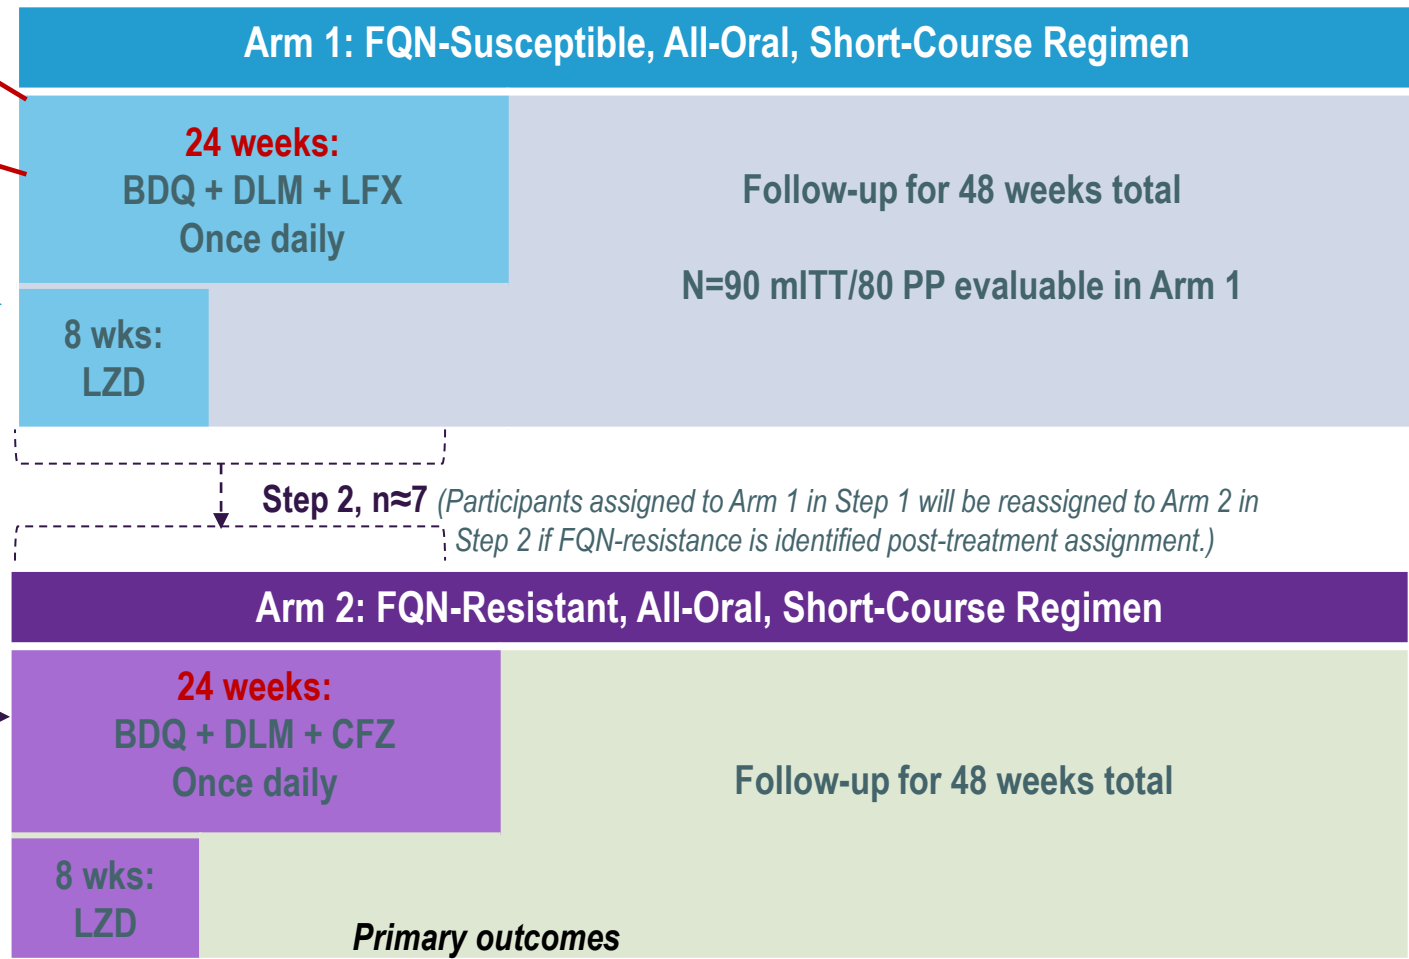 Arm 1: FQN-Susceptible, All-Oral, Short-Course Regimen
24 weeks:
BDQ + DLM + LFX
Once daily
Follow-up for 48 weeks total
N=90 mITT/80 PP evaluable in Arm 1
8 wks:
LZD
Step 2, n≈7 (Participants assigned to Arm 1 in Step 1 will be reassigned to Arm 2 in
Step 2 if FQN-resistance is identified post-treatment assignment.)
Arm 2: FQN-Resistant, All-Oral, Short-Course Regimen
24 weeks:
BDQ + DLM + CFZ
Once daily
Follow-up for 48 weeks total
8 wks:
LZD
Primary outcomes